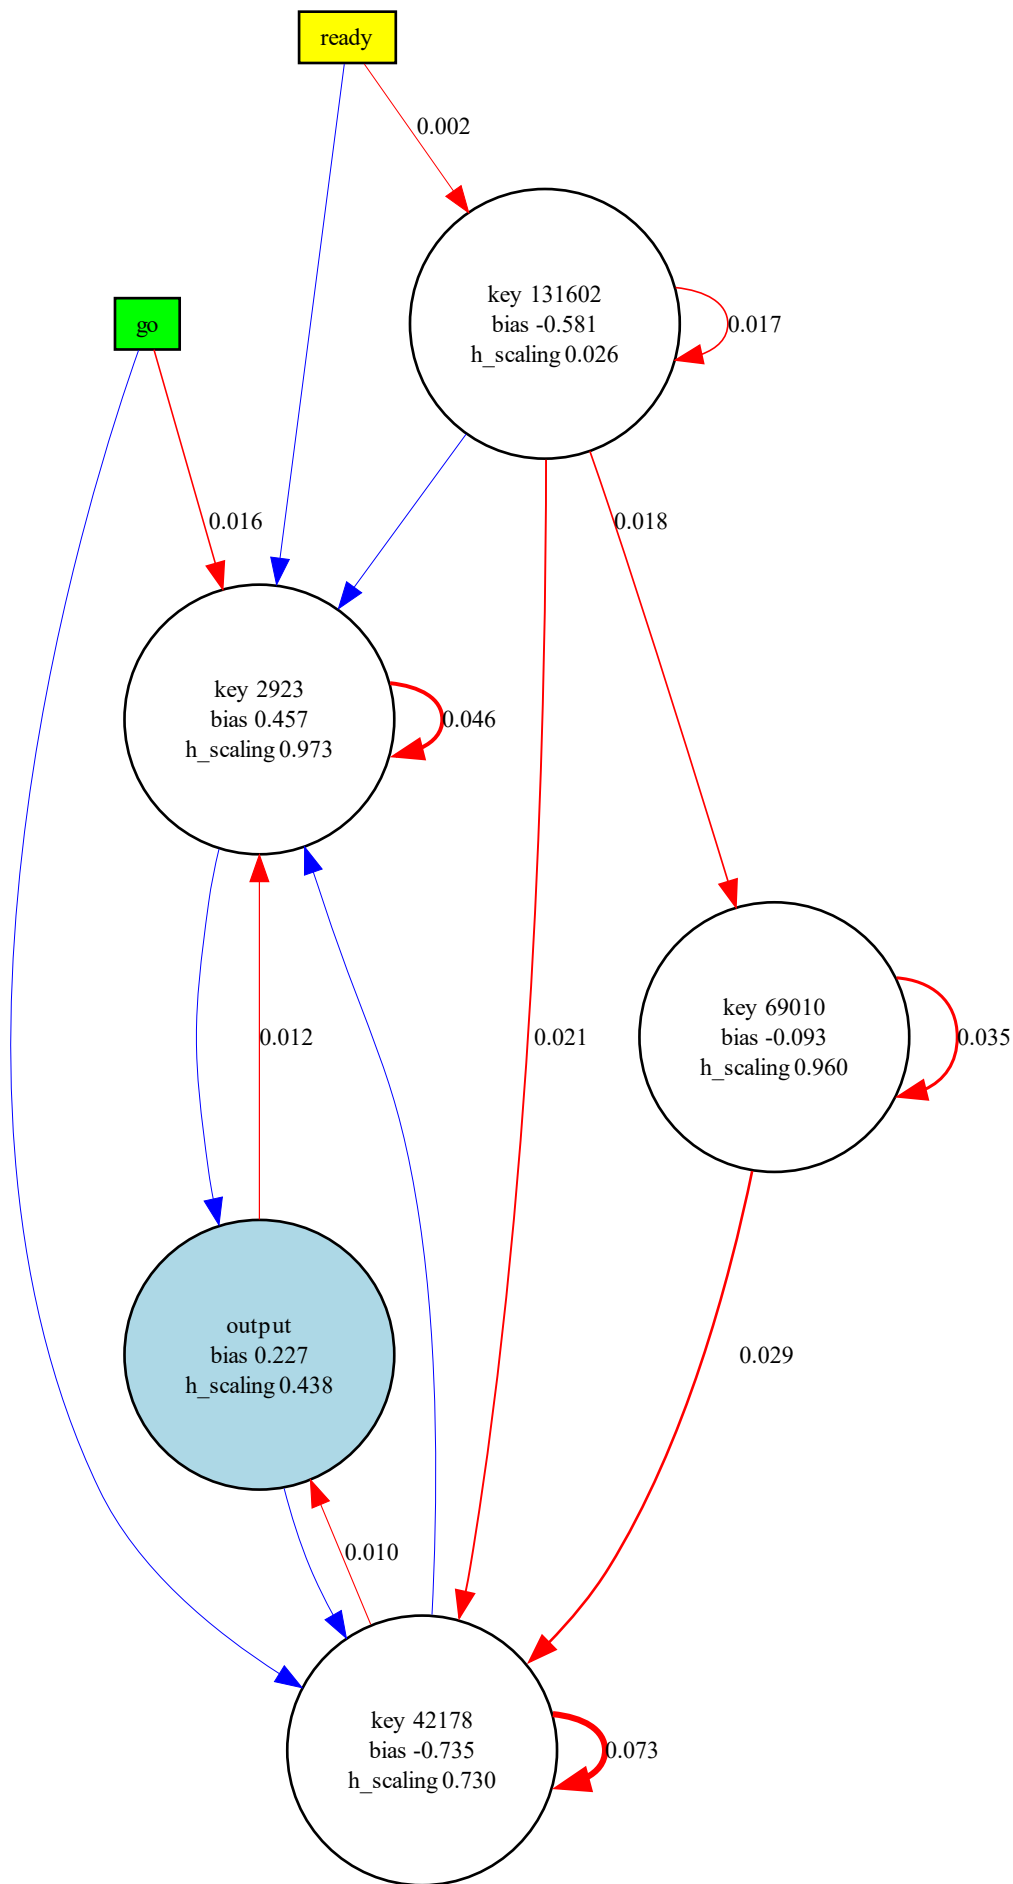 ready
0.002
key 131602
bias -0.581
h_scaling 0.026
0.017
go
0.016
0.018
key 2923
bias 0.457
h_scaling 0.973
0.046
0.012
0.021
key 69010
bias -0.093
h_scaling 0.960
0.035
output
bias 0.227
h_scaling 0.438
0.029
0.010
key 42178
bias -0.735
h_scaling 0.730
0.073